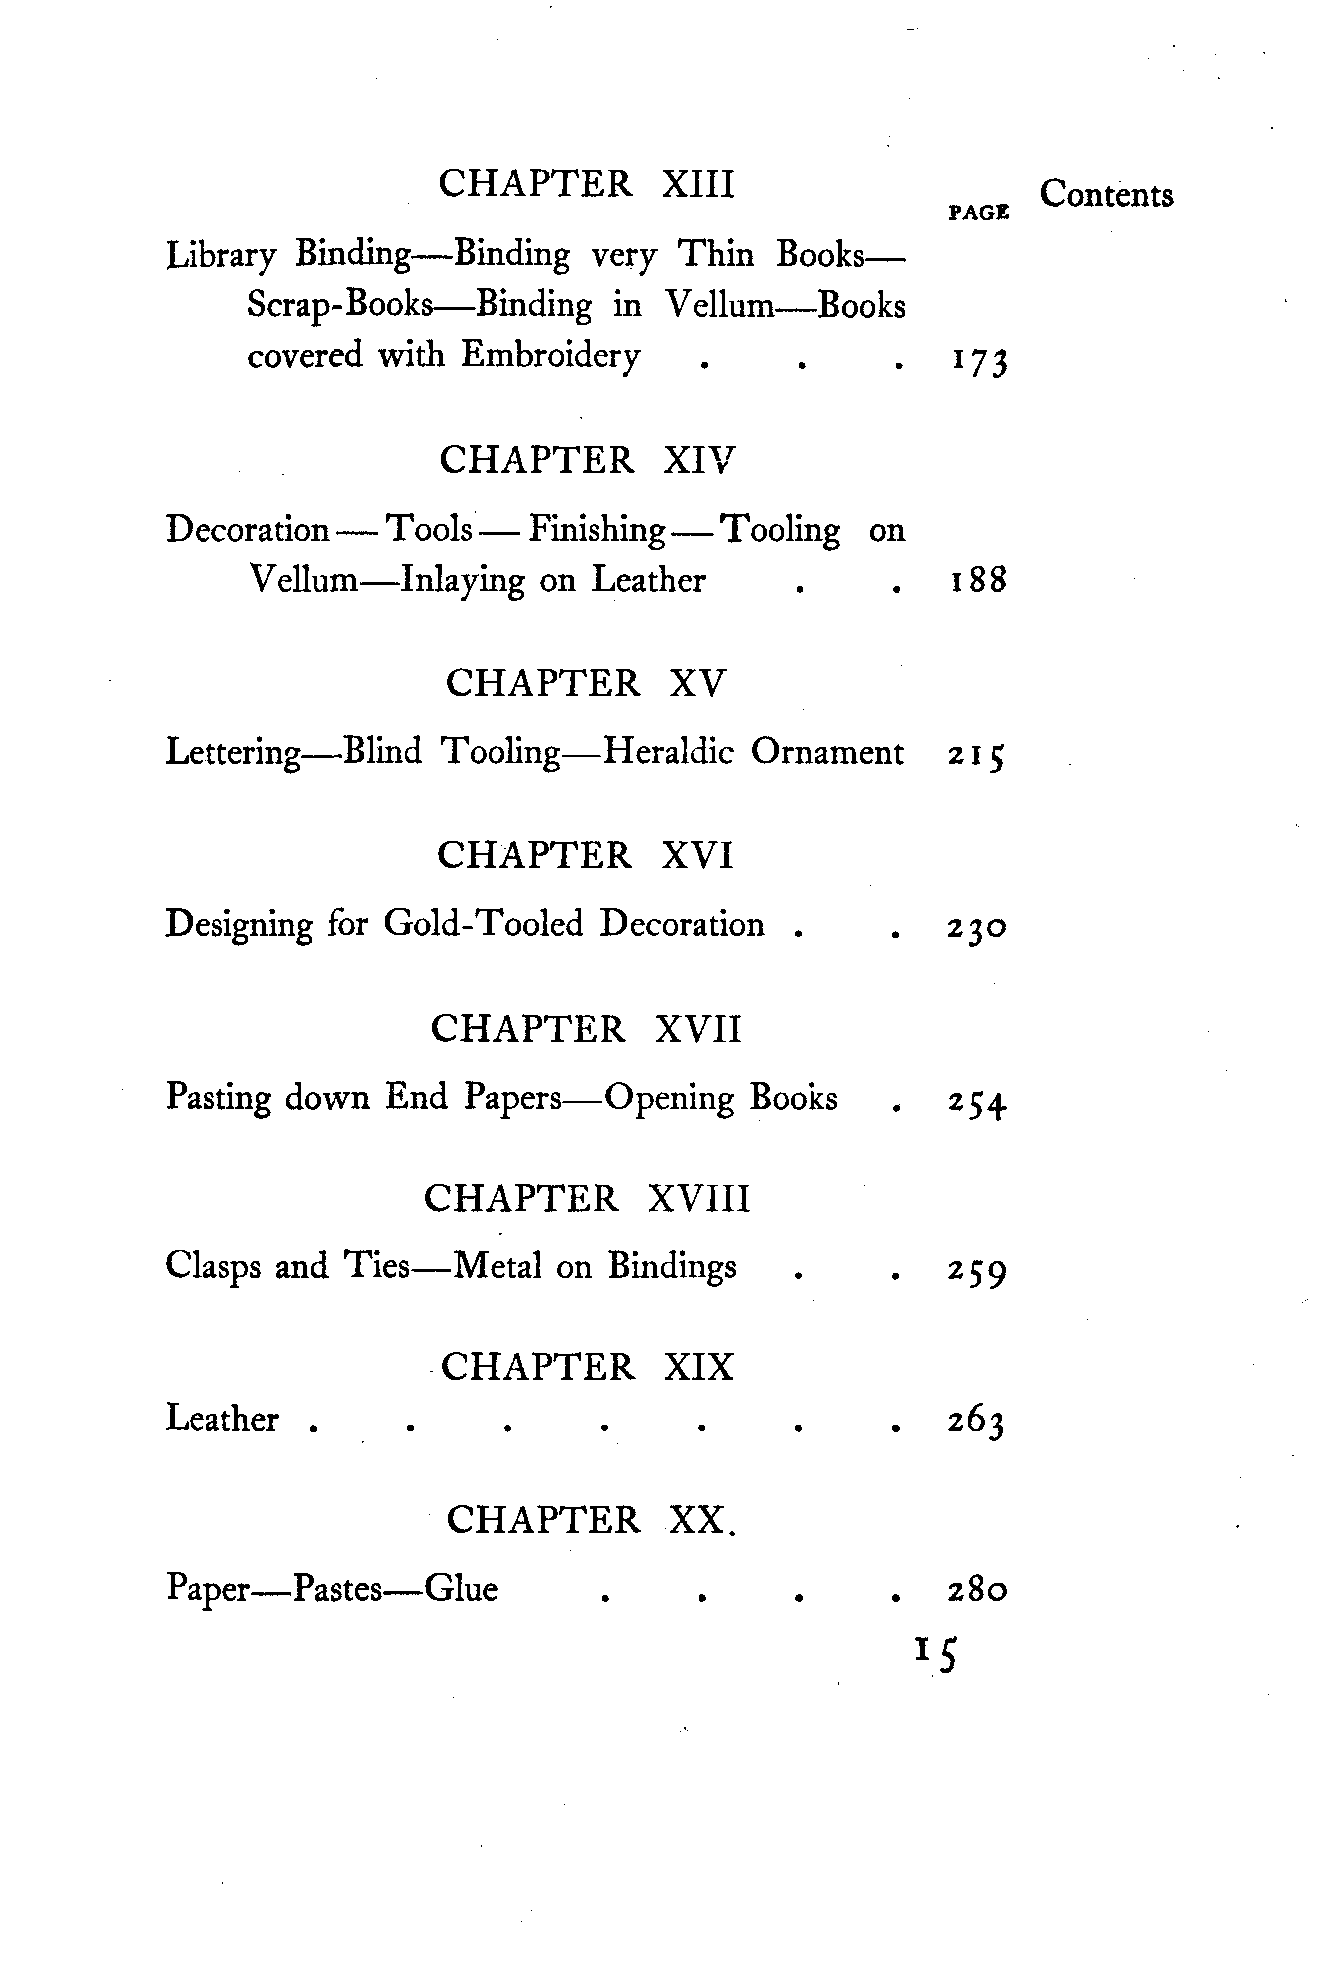 CHAPTER XIII
Contents
PAGE
Library Binding—Binding very Thin Books—
Scrap-Books—Binding in Vellum—Books
covered with Embroidery . . . 173
CHAPTER XIV
Decoration — Tools — Finishing — Tooling on
Vellum—Inlaying on Leather . . 188
CHAPTER XV
Lettering—Blind Tooling—Heraldic Ornament 215
CHAPTER XVI
Designing for Gold-Tooled Decoration . . 230
CHAPTER XVII
Pasting down End Papers—Opening Books . 254
CHAPTER XVIII
Clasps and Ties—Metal on Bindings . . 259
CHAPTER XIX
Leather . . . . . . . 263
CHAPTER XX.
Paper—Pastes—Glue . . . . 280
15